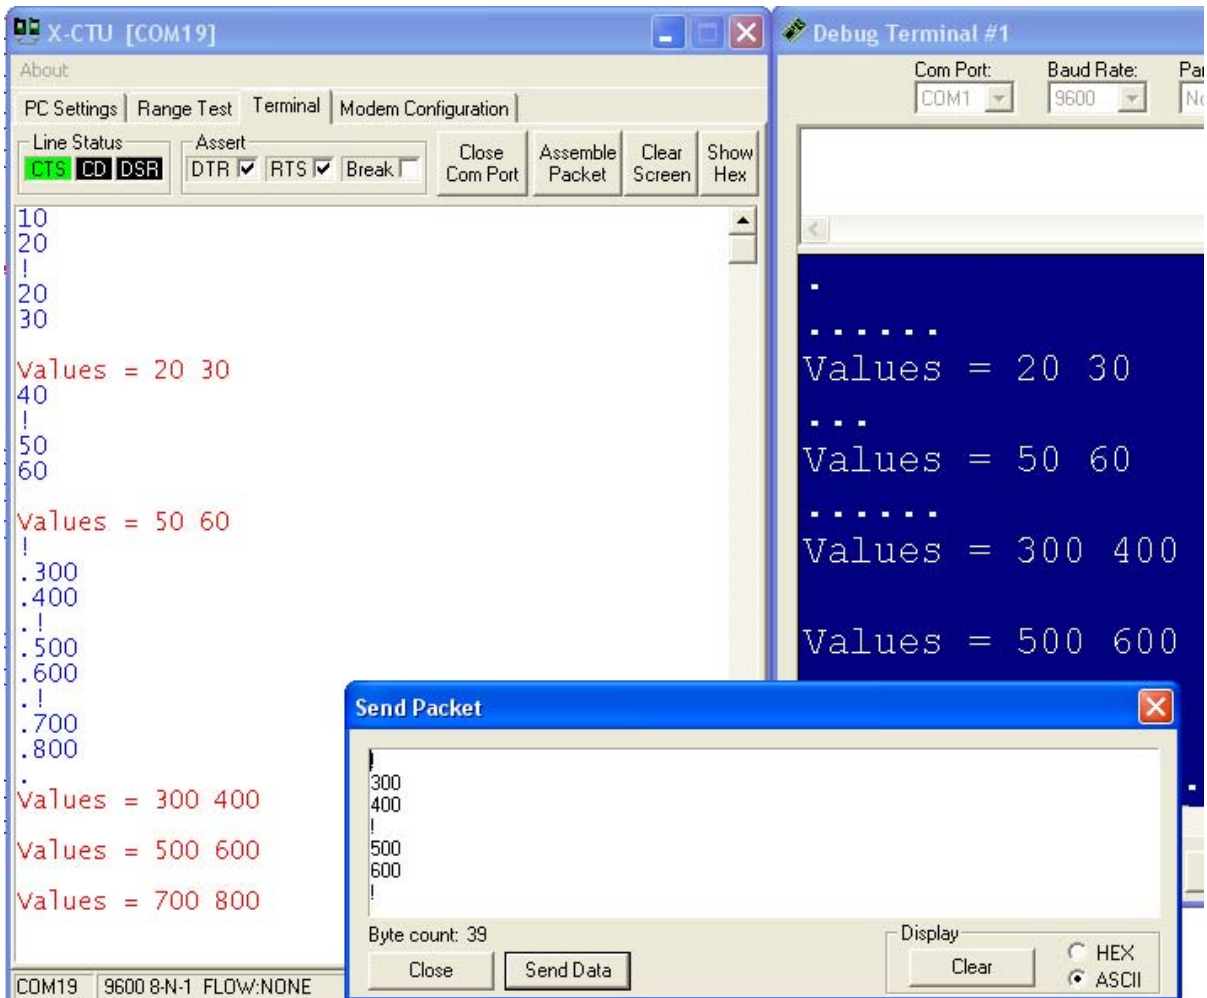 X-CTU [COM19]
About
PC Settings
Range Test
Terminal
Modem Configuration
Line Status
CTS CD DSR
Assert
DTR RTS Break
Close Com Port
Assemble Packet
Clear Screen
Show Hex
10
20
!
20
30
Values = 20 30
40
!
50
60
Values = 50 60
!
.300
.400
.!
.500
.600
.!
.700
.800
.
Values = 300 400
Values = 500 600
Values = 700 800
COM19 9600 8-N-1 FLOW:NONE
Debug Terminal #1
Com Port: Baud Rate:
COM1 9600
.
......
Values = 20 30
...
Values = 50 60
......
Values = 300 400
Values = 500 600
.
Send Packet
!
300
400
!
500
600
!
Byte count: 39
Close
Send Data
Display
Clear
HEX
ASCII